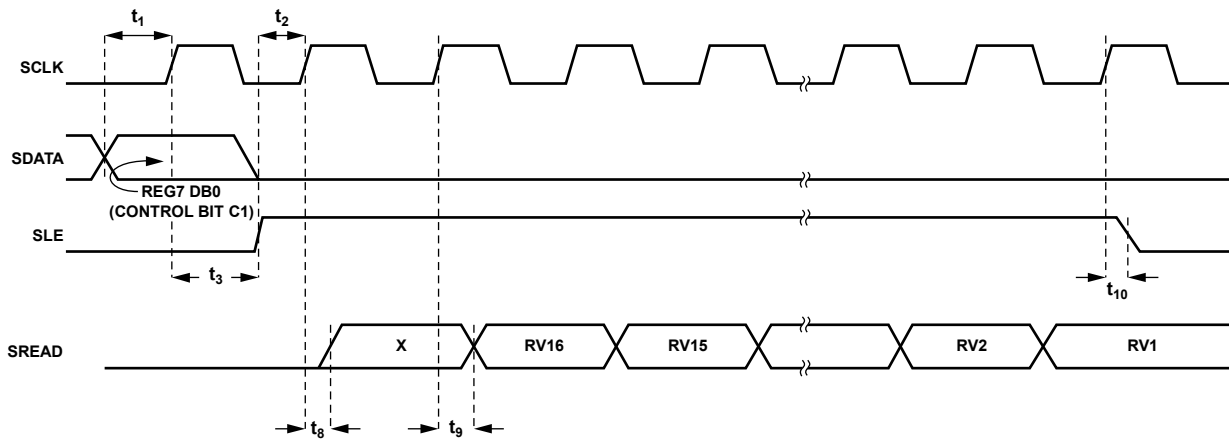 t1
t2
SCLK
SDATA
REG7 DB0
(CONTROL BIT C1)
SLE
t3
t10
SREAD
X
RV16
RV15
RV2
RV1
t8
t9